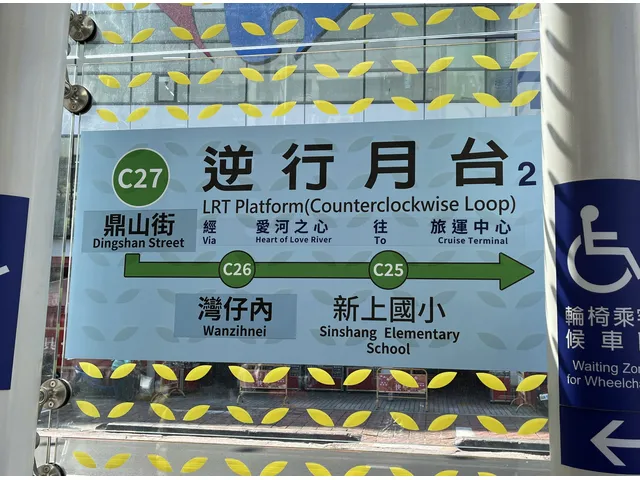 C27
逆行月台 2
LRT Platform(Counterclockwise Loop)
鼎山街
Dingshan Street
經 愛河之心 往 旅運中心
Via Heart of Love River To Cruise Terminal
C26 C25
灣仔內
Wanzihnei
新上國小
Sinshang Elementary
School
輪椅乘
候車
Waiting
for